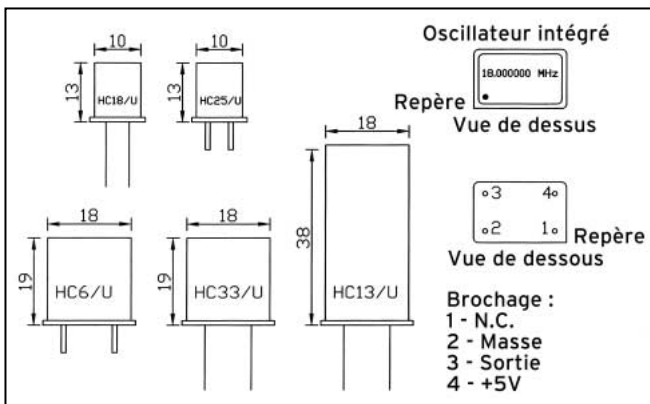 10
10
13
HC18/U
13
HC25/U
18
19
HC6/U
18
19
HC33/U
18
38
HC13/U
Oscillateur intégré
18.000000 MHz
Repère
Vue de dessus
3 4
2 1
Repère
Vue de dessous
Brochage :
1 - N.C.
2 - Masse
3 - Sortie
4 - +5V